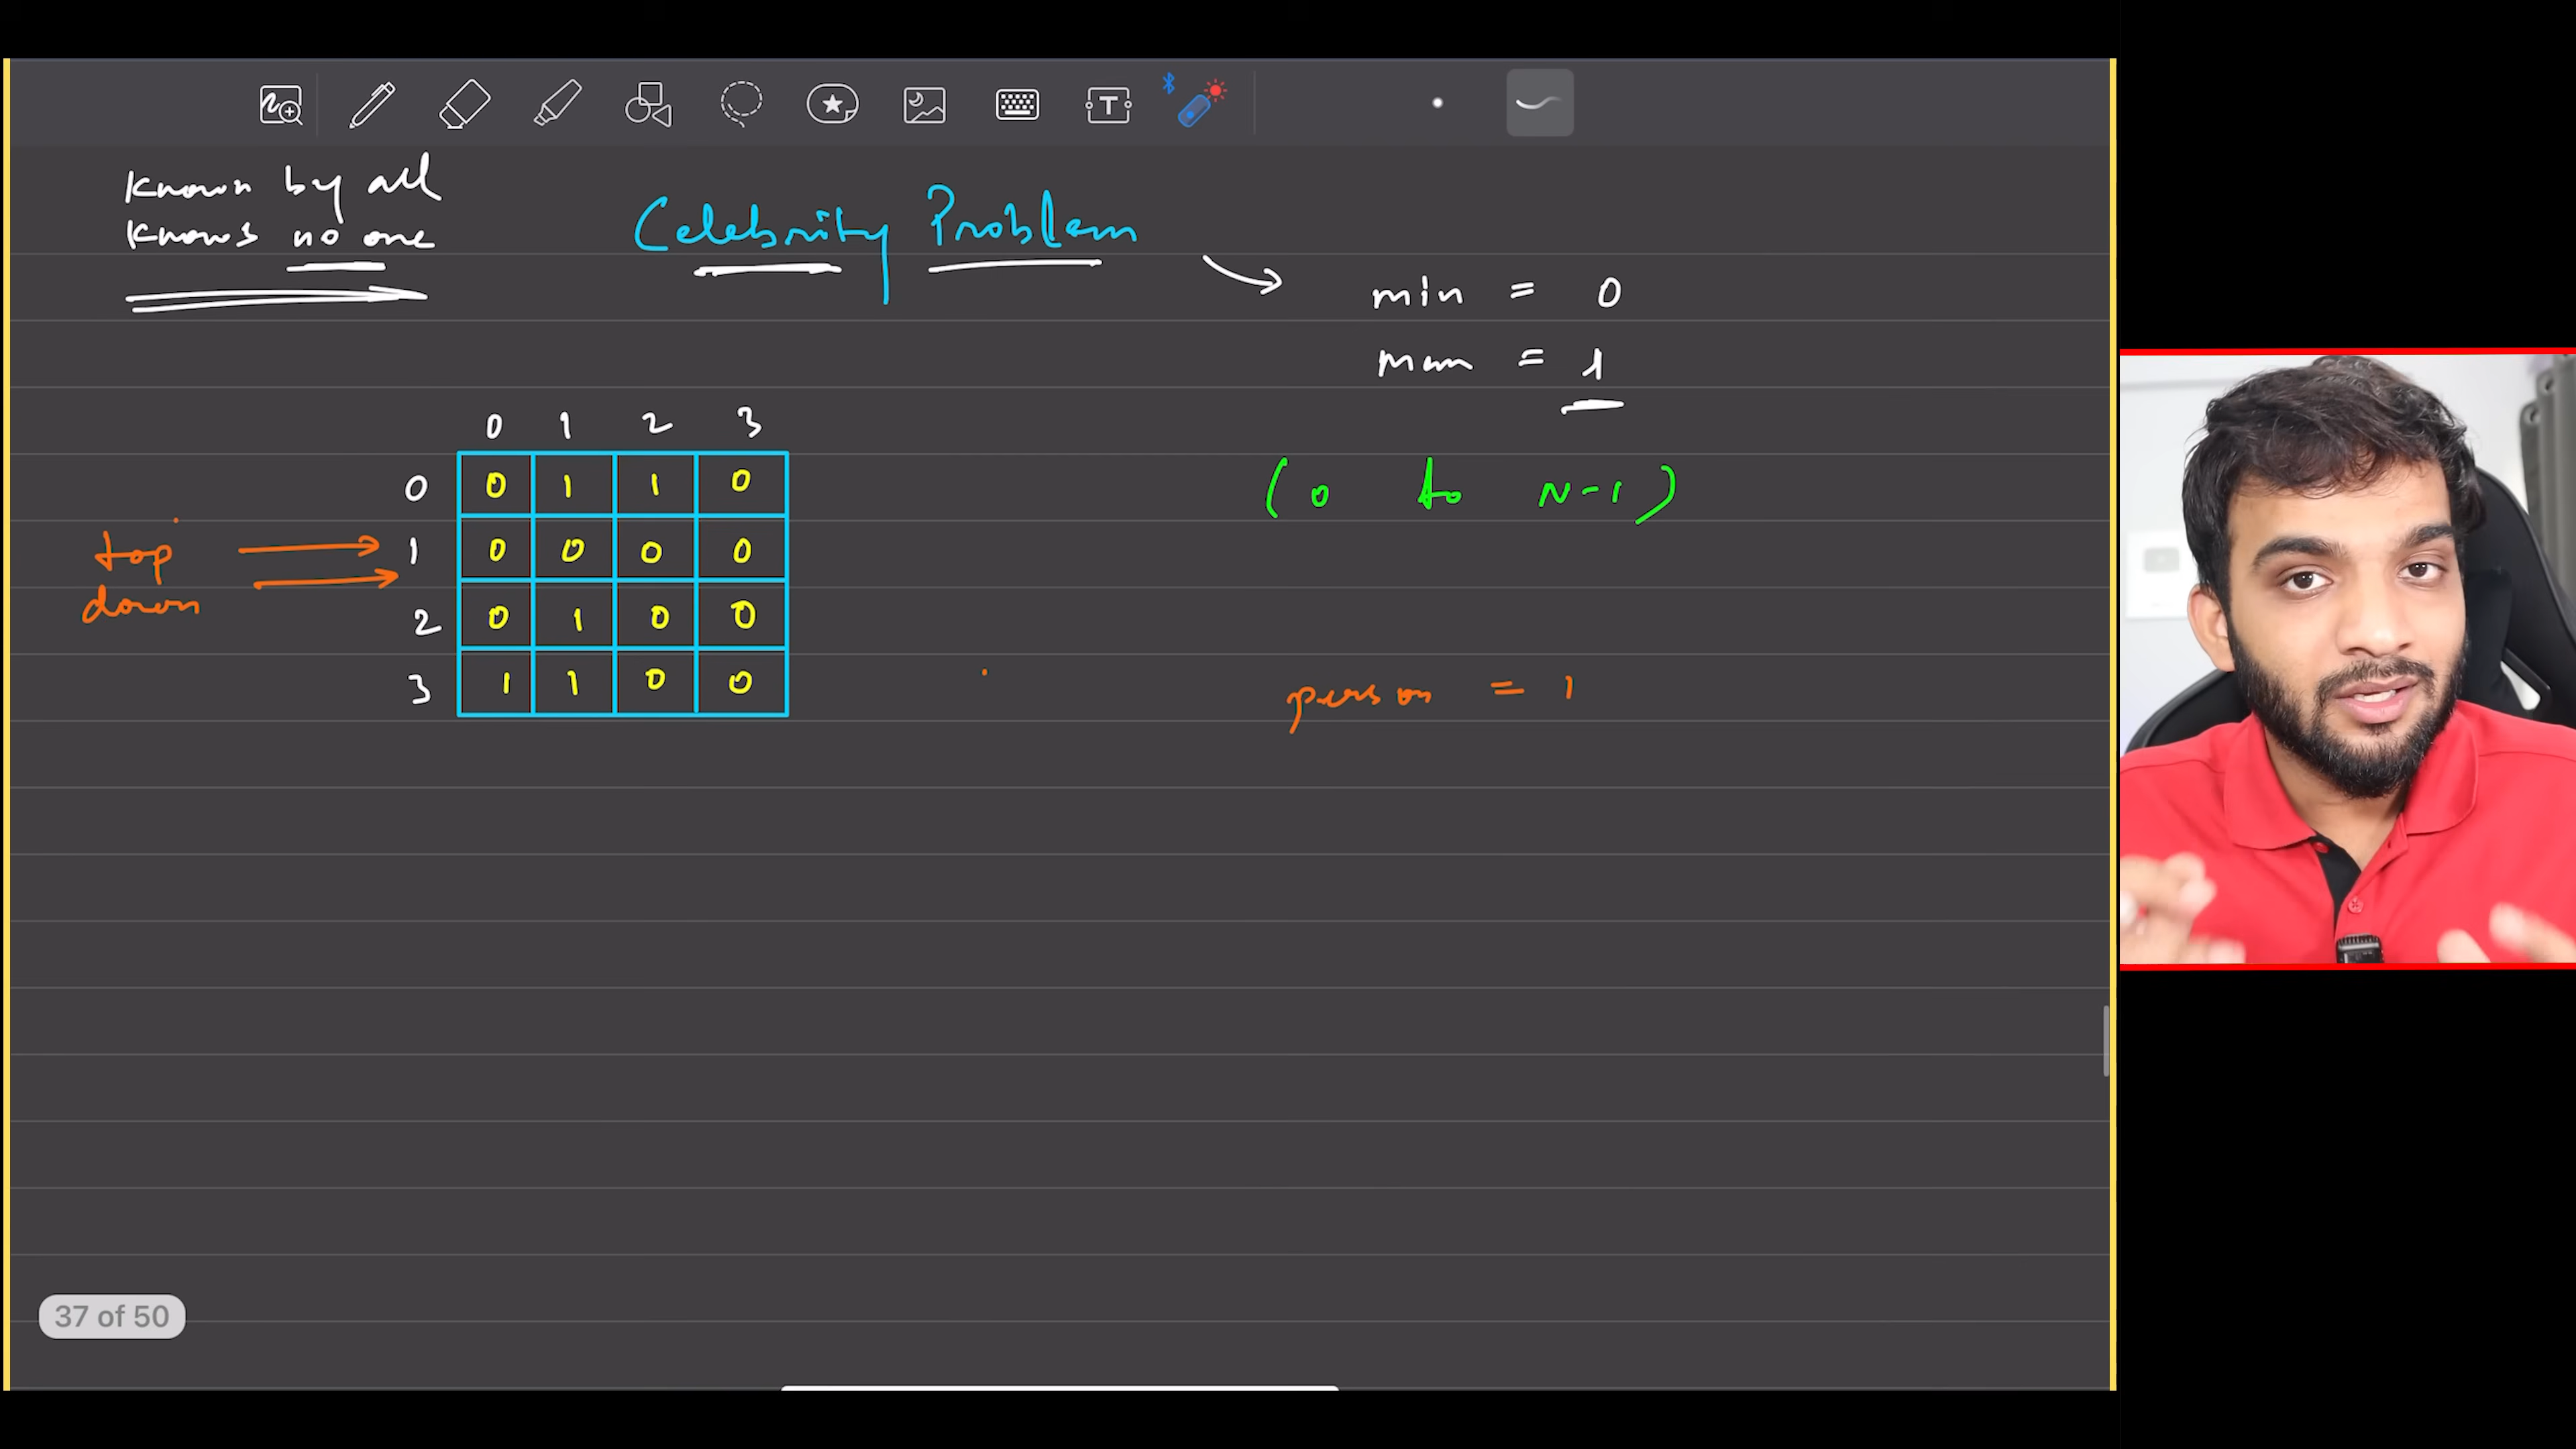 Known by all
Knows no one
Celebrity Problem
min = 0
max = 1
0 1 2 3
0 0 1 1 0
(0 to N-1)
1 0 0 0 0
top
down
2 0 1 0 0
3 1 1 0 0
person = 1
37 of 50